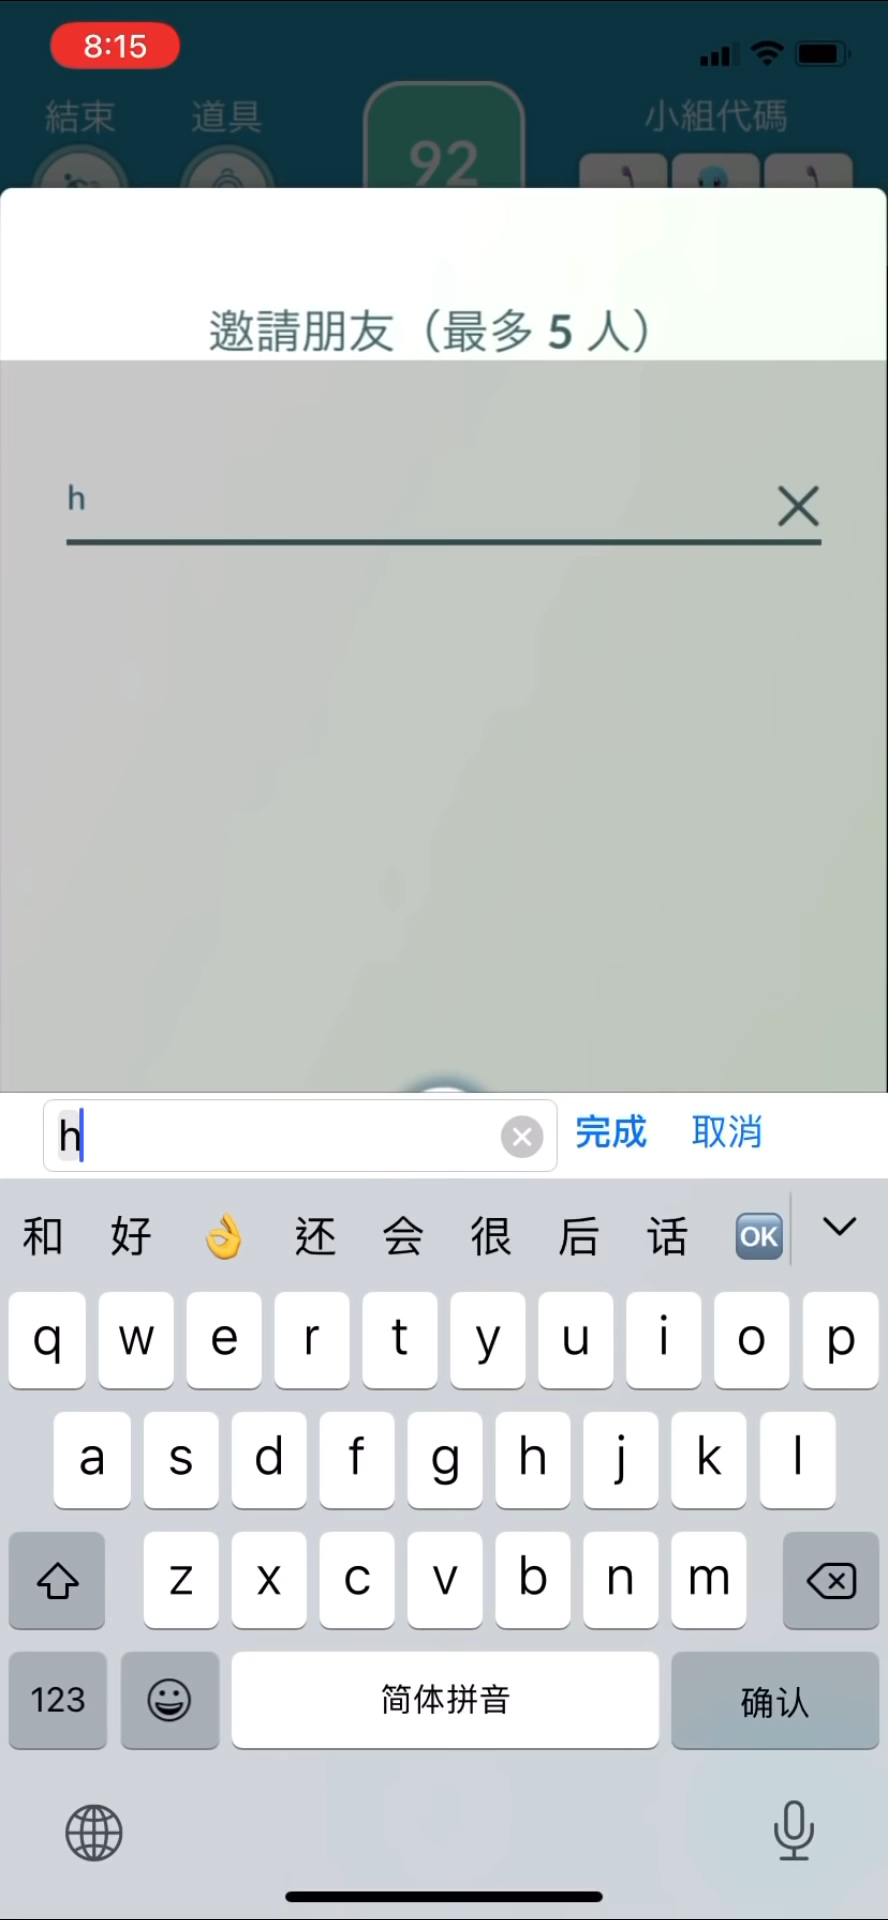 8:15
結束 道具 小組代碼
92
邀請朋友（最多 5 人）
h
h 完成 取消
和 好 👌 还 会 很 后 话 🆗
q w e r t y u i o p
a s d f g h j k l
z x c v b n m
123 简体拼音 确认